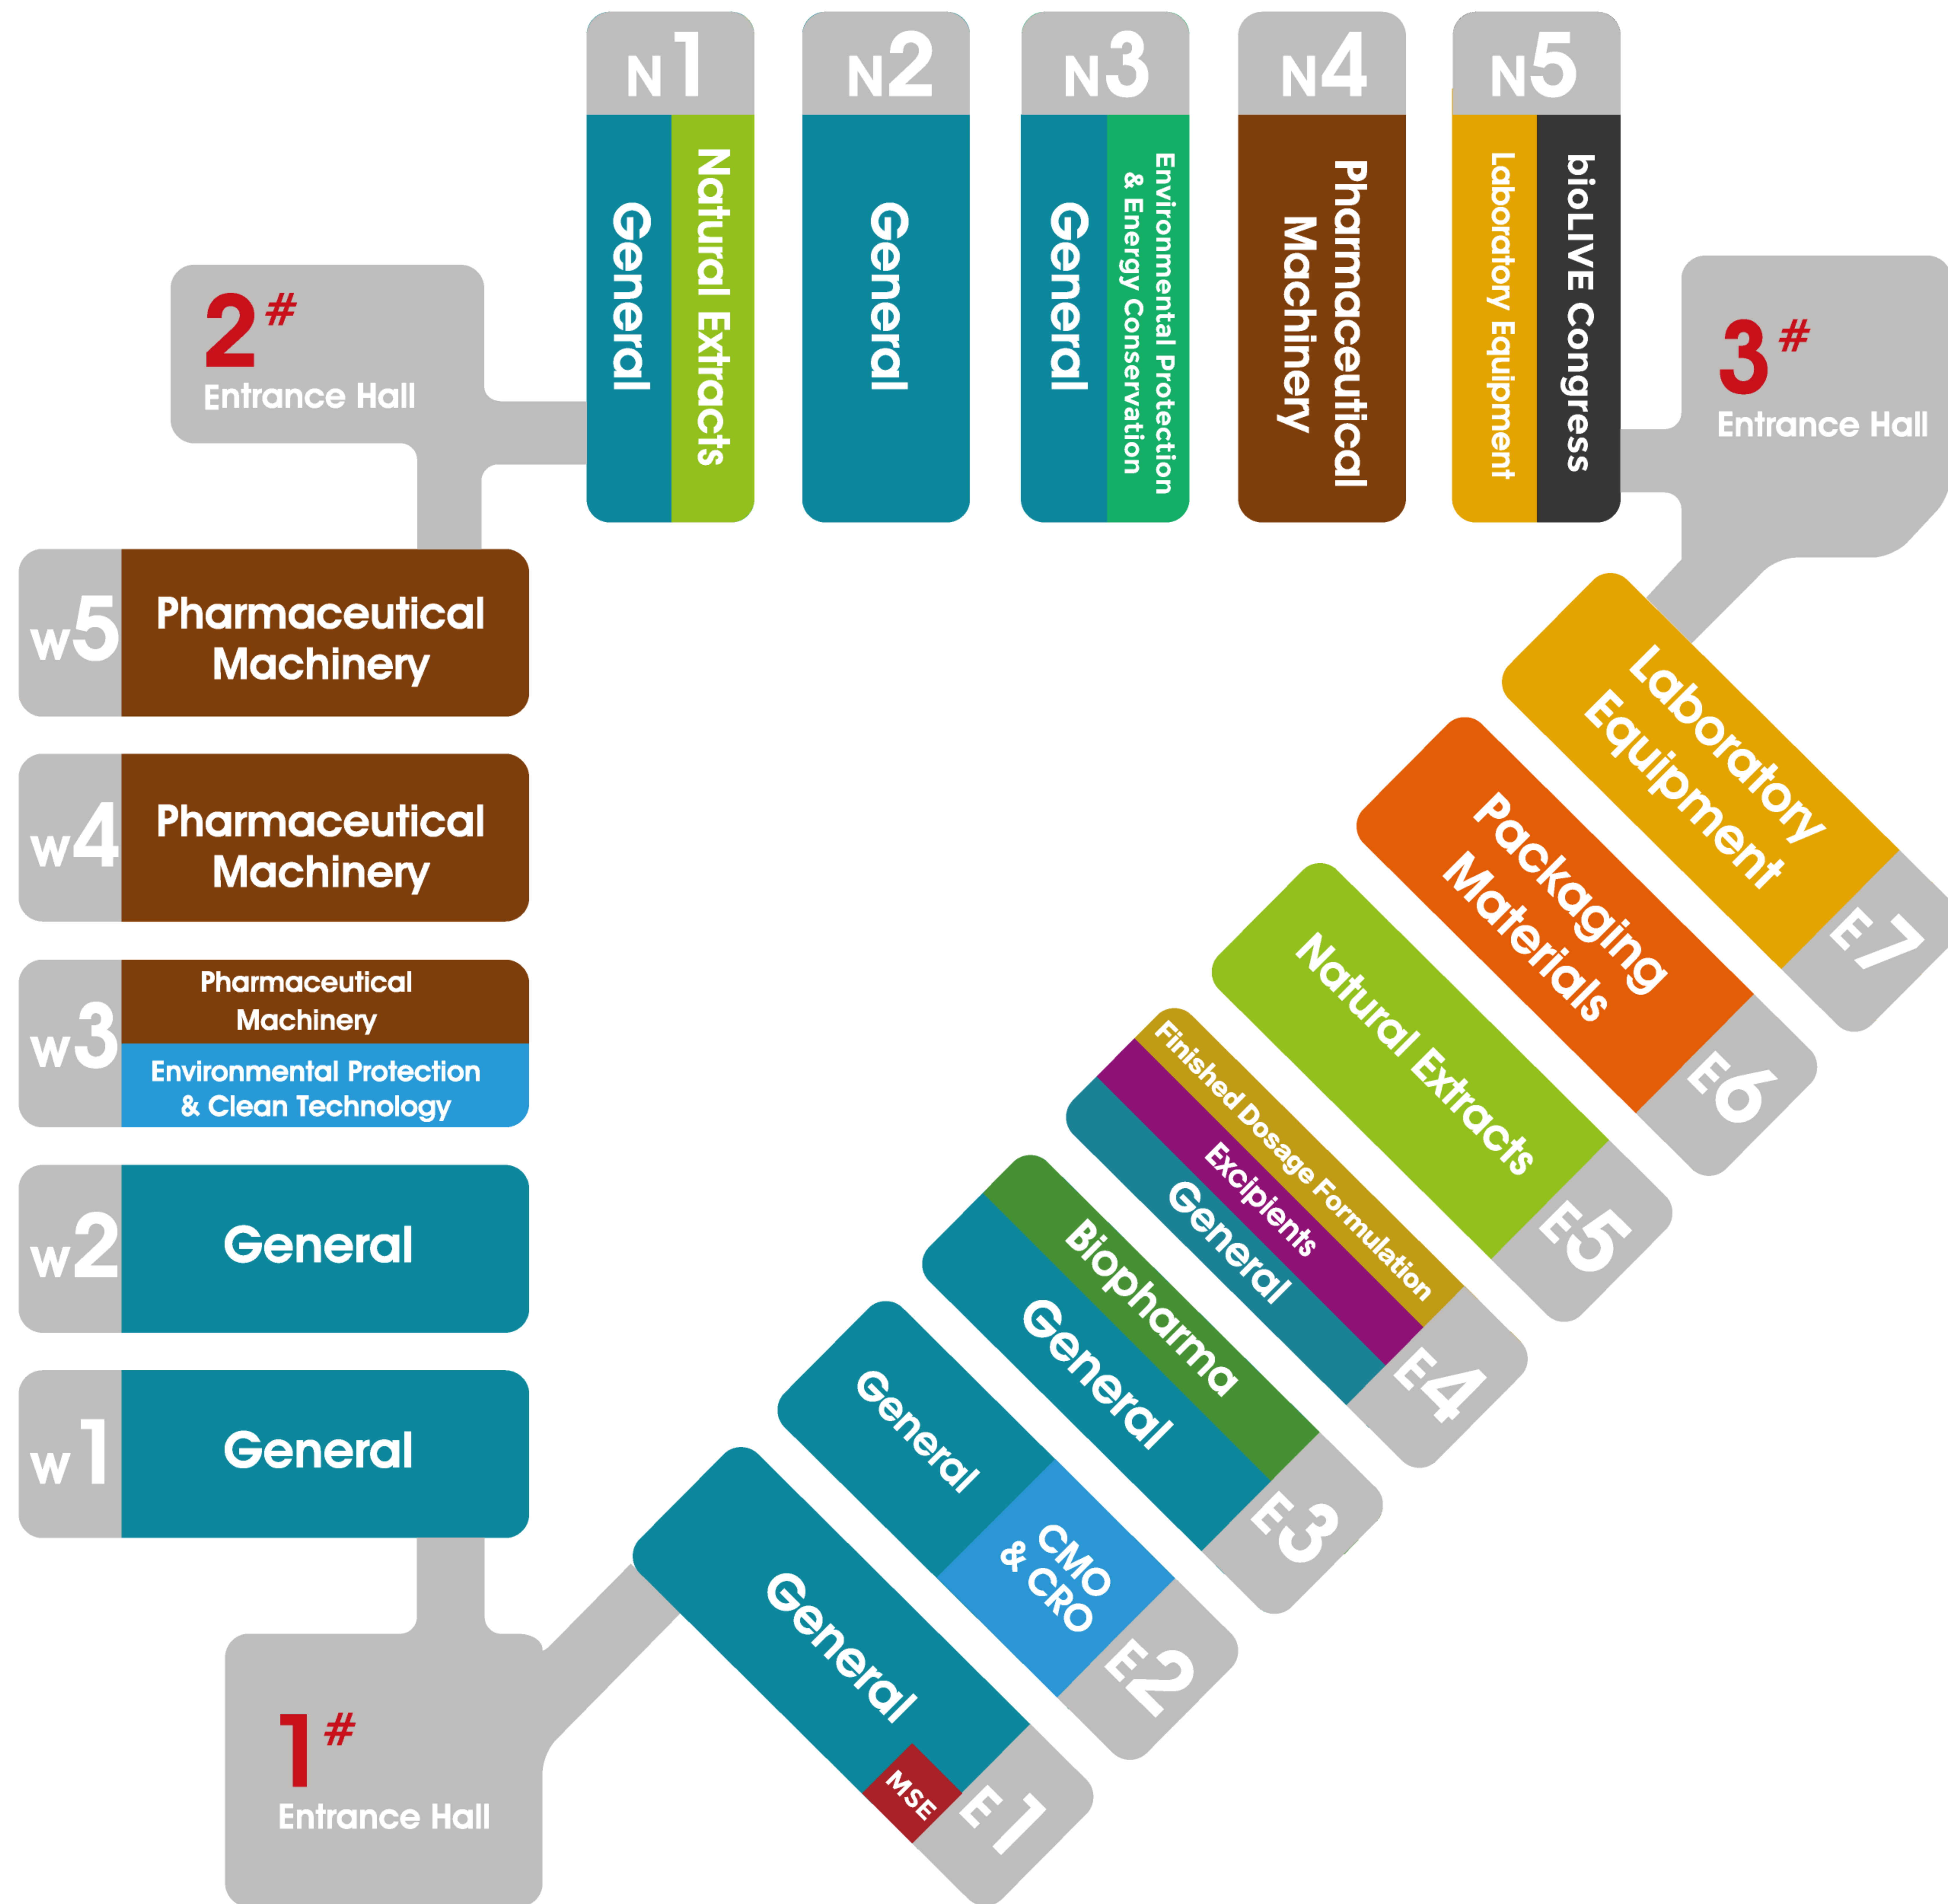 N1
General
Natural Extracts
N2
General
N3
General
Environmental Protection
& Energy Conservation
N4
Pharmaceutical
Machinery
N5
Laboratory Equipment
bioLIVE Congress
2#
Entrance Hall
3#
Entrance Hall
W5
Pharmaceutical
Machinery
W4
Pharmaceutical
Machinery
W3
Pharmaceutical
Machinery
Environmental Protection
& Clean Technology
W2
General
W1
General
Laboratory
Equipment
E7
Packaging
Materials
E6
Natural Extracts
E5
Finished Dosage Formulation
Excipients
General
E4
Biopharma
General
E3
General
CMO
& CRO
E2
General
MSE
E1
1#
Entrance Hall